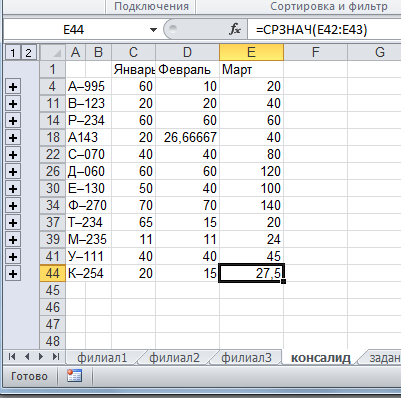 Подключения Сортировка и фильтр
E44 fx =СРЗНАЧ(E42:E43)
1 2 A B C D E F G
1 Январь Февраль Март
4 А–995 60 10 20
11 В–123 20 20 40
14 Р–234 60 60 60
18 А143 20 26,66667 40
22 С–070 40 40 80
26 Д–060 60 60 120
30 Е–130 50 40 100
34 Ф–270 70 70 140
37 Т–234 65 15 20
39 М–235 11 11 24
41 У–111 40 40 45
44 К–254 20 15 27,5
45
46
47
48
филиал1 филиал2 филиал3 консалид задан
Готово